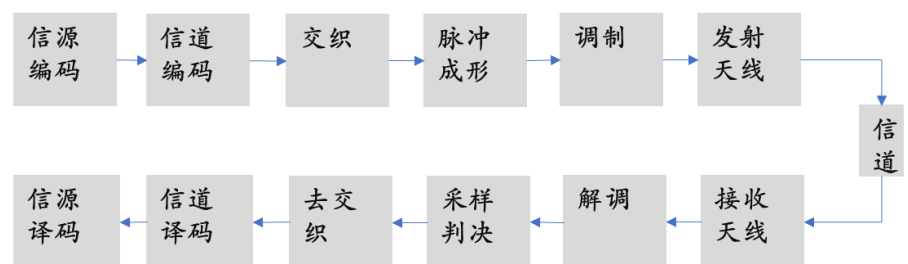 信源
编码
信道
编码
交织
脉冲
成形
调制
发射
天线
信
道
信源
译码
信道
译码
去交
织
采样
判决
解调
接收
天线